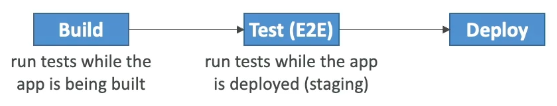 Build
Test (E2E)
Deploy
run tests while the
app is being built
run tests while the app
is deployed (staging)